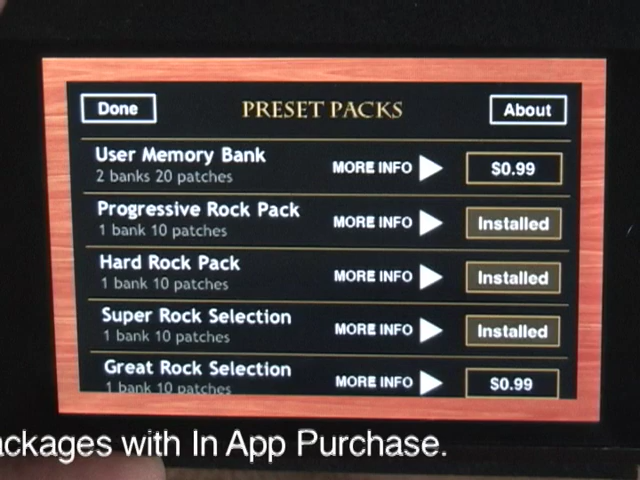 Done
PRESET PACKS
About
User Memory Bank
2 banks 20 patches
MORE INFO
$0.99
Progressive Rock Pack
1 bank 10 patches
MORE INFO
Installed
Hard Rock Pack
1 bank 10 patches
MORE INFO
Installed
Super Rock Selection
1 bank 10 patches
MORE INFO
Installed
Great Rock Selection
1 bank 10 patches
MORE INFO
$0.99
ackages with In App Purchase.